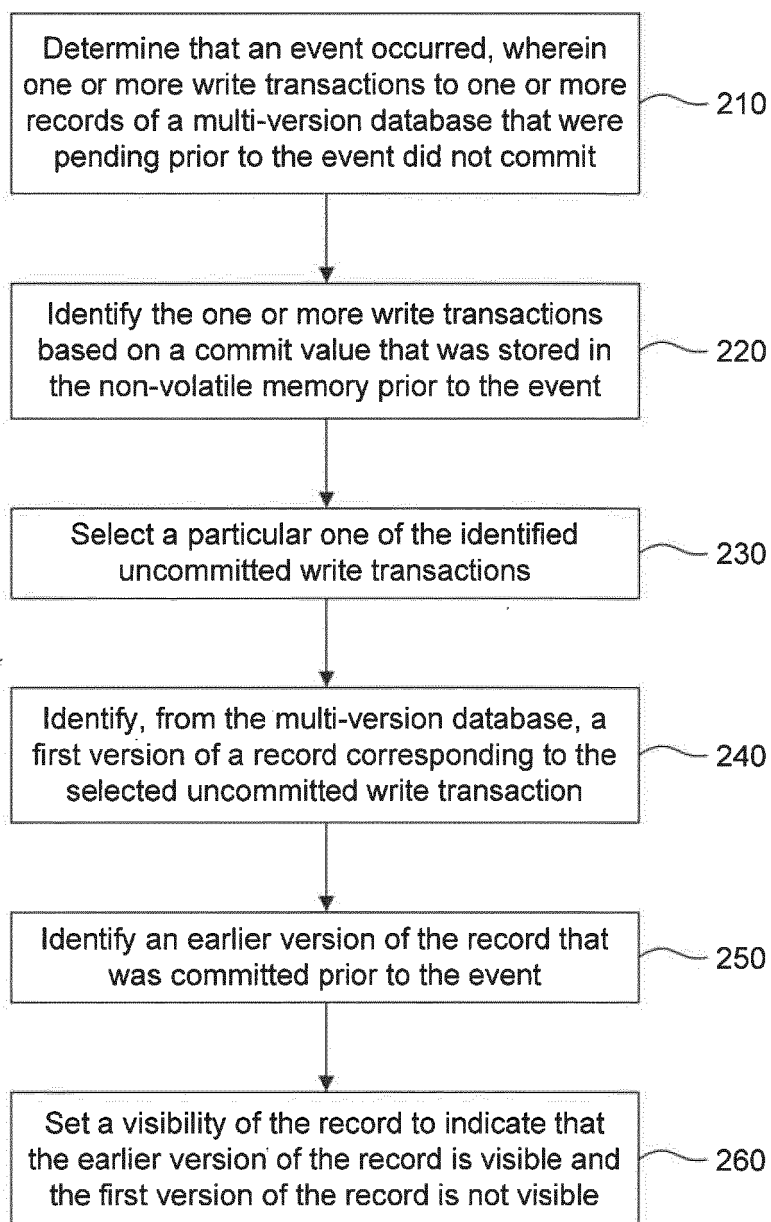 Determine that an event occurred, wherein
one or more write transactions to one or more
records of a multi-version database that were
pending prior to the event did not commit
210
Identify the one or more write transactions
based on a commit value that was stored in
the non-volatile memory prior to the event
220
Select a particular one of the identified
uncommitted write transactions
230
Identify, from the multi-version database, a
first version of a record corresponding to the
selected uncommitted write transaction
240
Identify an earlier version of the record that
was committed prior to the event
250
Set a visibility of the record to indicate that
the earlier version of the record is visible and
the first version of the record is not visible
260